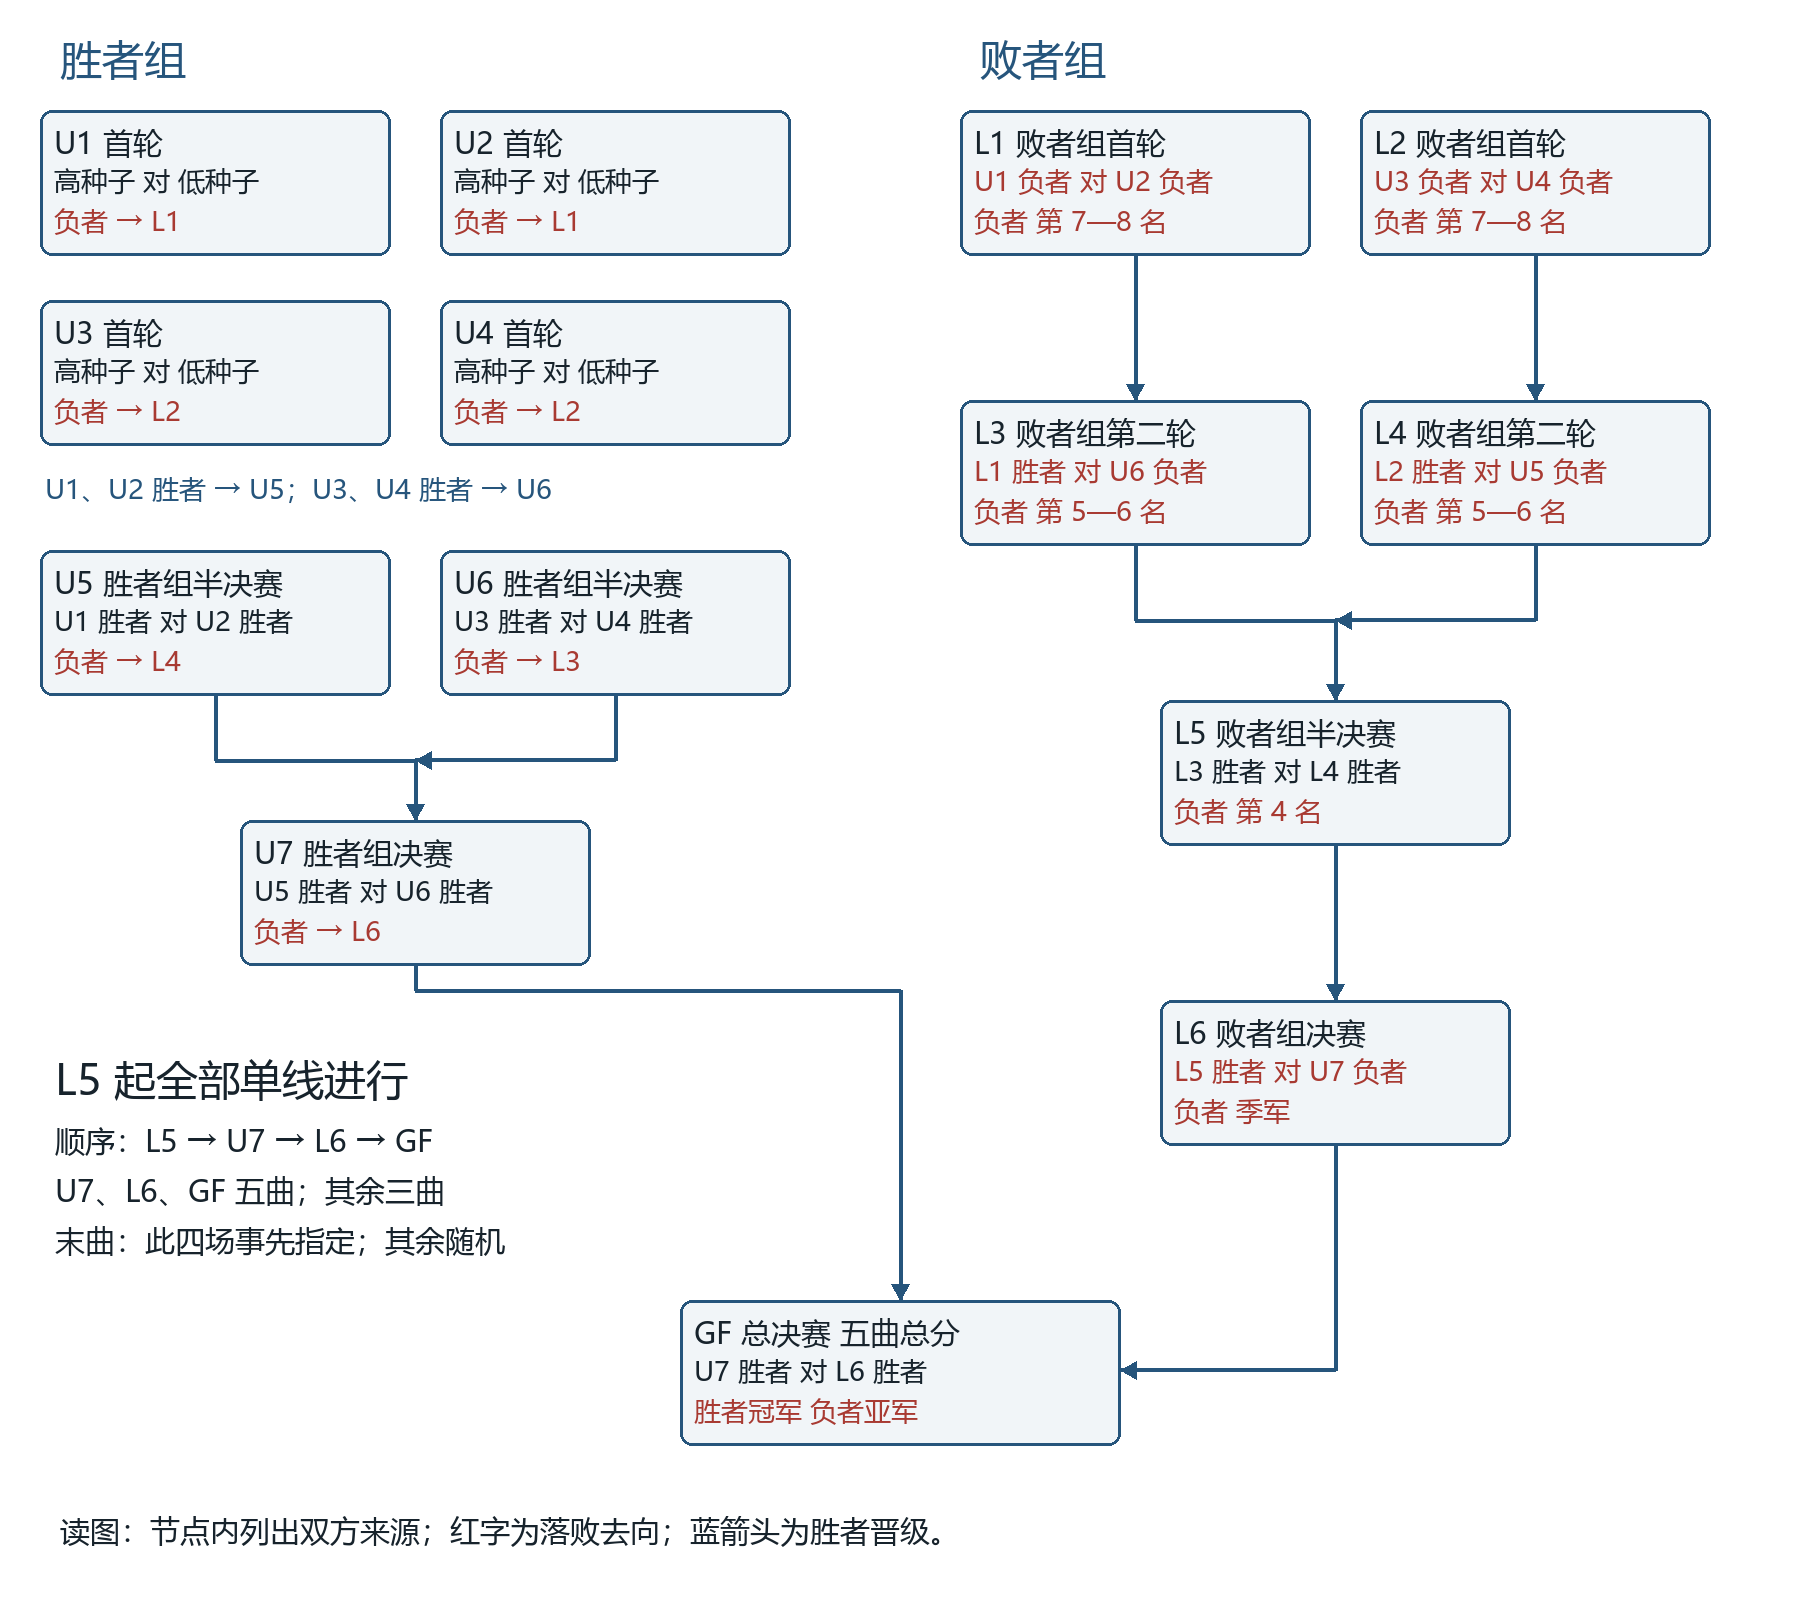 胜者组
U1 首轮
高种子 对 低种子
负者 → L1
U2 首轮
高种子 对 低种子
负者 → L1
U3 首轮
高种子 对 低种子
负者 → L2
U4 首轮
高种子 对 低种子
负者 → L2
U1、U2 胜者 → U5；U3、U4 胜者 → U6
U5 胜者组半决赛
U1 胜者 对 U2 胜者
负者 → L4
U6 胜者组半决赛
U3 胜者 对 U4 胜者
负者 → L3
U7 胜者组决赛
U5 胜者 对 U6 胜者
负者 → L6
败者组
L1 败者组首轮
U1 负者 对 U2 负者
负者 第 7—8 名
L2 败者组首轮
U3 负者 对 U4 负者
负者 第 7—8 名
L3 败者组第二轮
L1 胜者 对 U6 负者
负者 第 5—6 名
L4 败者组第二轮
L2 胜者 对 U5 负者
负者 第 5—6 名
L5 败者组半决赛
L3 胜者 对 L4 胜者
负者 第 4 名
L6 败者组决赛
L5 胜者 对 U7 负者
负者 季军
L5 起全部单线进行
顺序：L5 → U7 → L6 → GF
U7、L6、GF 五曲；其余三曲
末曲：此四场事先指定；其余随机
GF 总决赛 五曲总分
U7 胜者 对 L6 胜者
胜者冠军 负者亚军
读图：节点内列出双方来源；红字为落败去向；蓝箭头为胜者晋级。